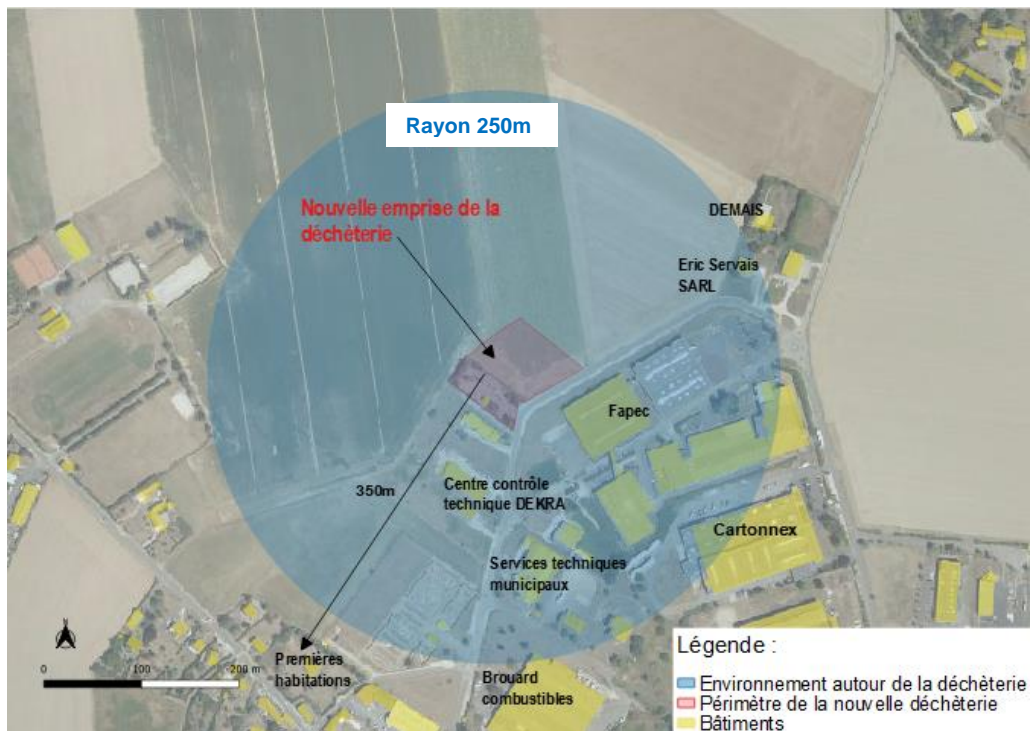 Rayon 250m
Nouvelle emprise de la
déchèterie
DEMAIS
Eric Servais
SARL
Fapec
350m
Centre contrôle
technique DEKRA
Cartonnex
Services techniques
municipaux
Premières
habitations
Brouard
combustibles
N
0 100 200 m
Légende :
Environnement autour de la déchèterie
Périmètre de la nouvelle déchèterie
Bâtiments